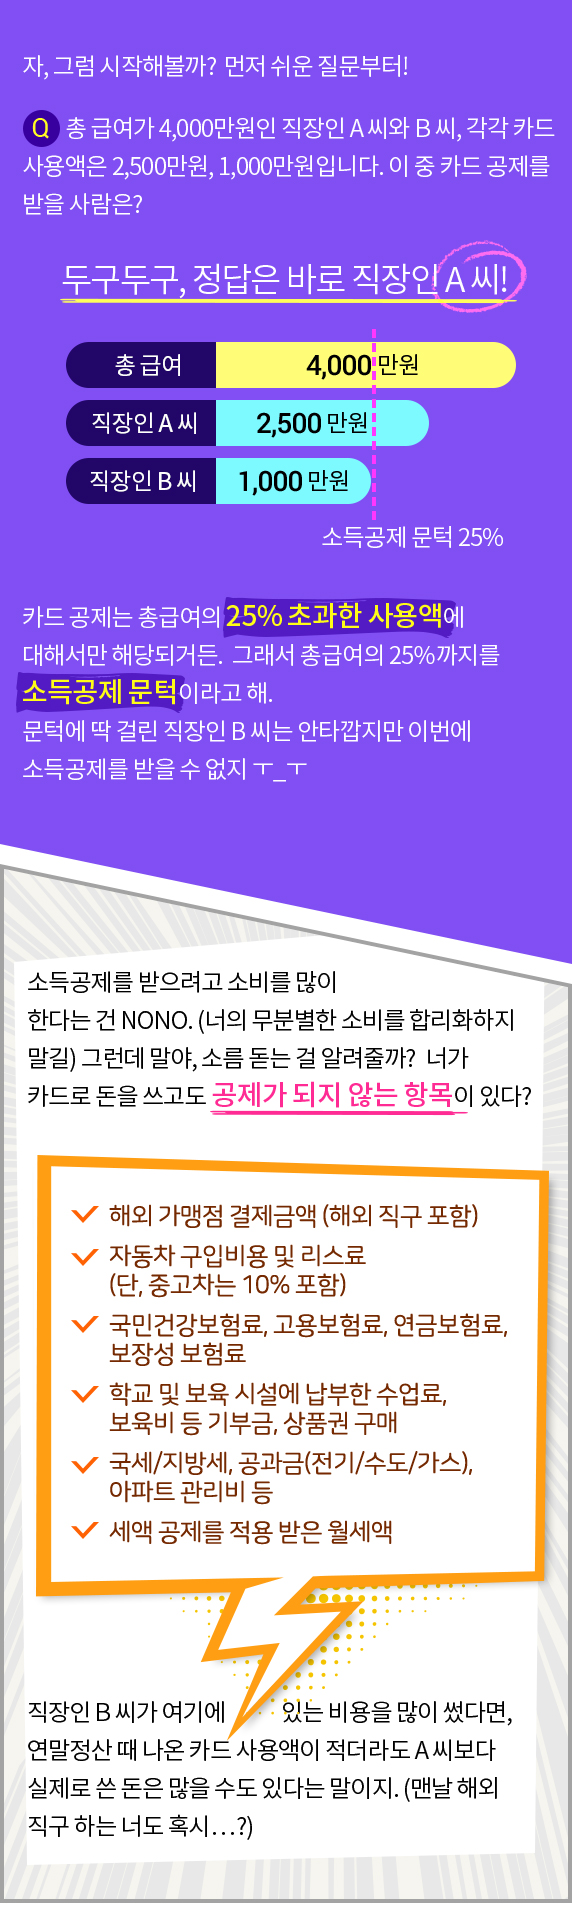 자, 그럼 시작해볼까? 먼저 쉬운 질문부터!
Q 총 급여가 4,000만원인 직장인 A 씨와 B 씨, 각각 카드
사용액은 2,500만원, 1,000만원입니다. 이 중 카드 공제를
받을 사람은?
두구두구, 정답은 바로 직장인 A 씨!
총 급여 4,000 만원
직장인 A 씨 2,500 만원
직장인 B 씨 1,000 만원
소득공제 문턱 25%
카드 공제는 총급여의 25% 초과한 사용액에
대해서만 해당되거든. 그래서 총급여의 25%까지를
소득공제 문턱이라고 해.
문턱에 딱 걸린 직장인 B 씨는 안타깝지만 이번에
소득공제를 받을 수 없지 ㅜ_ㅜ
소득공제를 받으려고 소비를 많이
한다는 건 NONO. (너의 무분별한 소비를 합리화하지
말길) 그런데 말야, 소름 돋는 걸 알려줄까? 너가
카드로 돈을 쓰고도 공제가 되지 않는 항목이 있다?
해외 가맹점 결제금액 (해외 직구 포함)
자동차 구입비용 및 리스료
(단, 중고차는 10% 포함)
국민건강보험료, 고용보험료, 연금보험료,
보장성 보험료
학교 및 보육 시설에 납부한 수업료,
보육비 등 기부금, 상품권 구매
국세/지방세, 공과금(전기/수도/가스),
아파트 관리비 등
세액 공제를 적용 받은 월세액
직장인 B 씨가 여기에 있는 비용을 많이 썼다면,
연말정산 때 나온 카드 사용액이 적더라도 A 씨보다
실제로 쓴 돈은 많을 수도 있다는 말이지. (맨날 해외
직구 하는 너도 혹시…?)